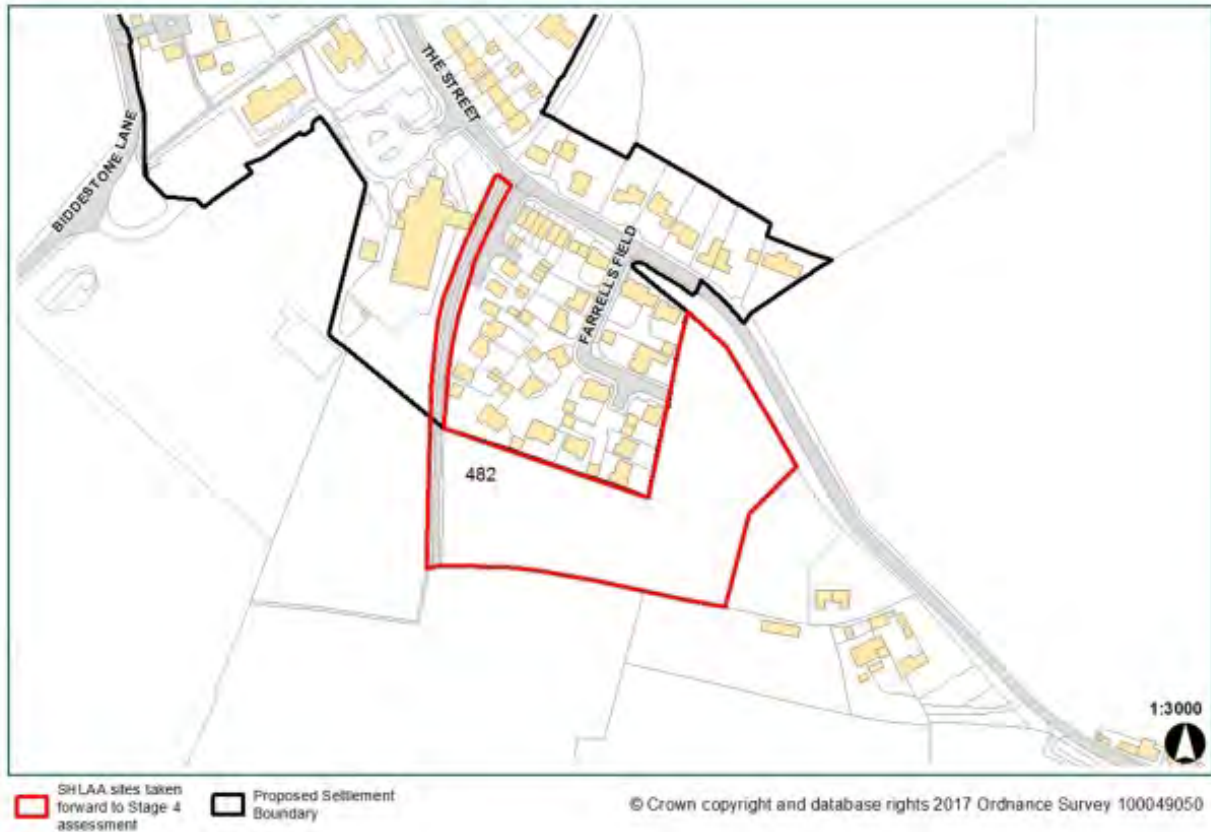 THE STREET
BIDDESTONE LANE
FARRELLS FIELD
482
1:3000
SHLAA sites taken
forward to Stage 4
assessment
Proposed Settlement
Boundary
© Crown copyright and database rights 2017 Ordnance Survey 100049050